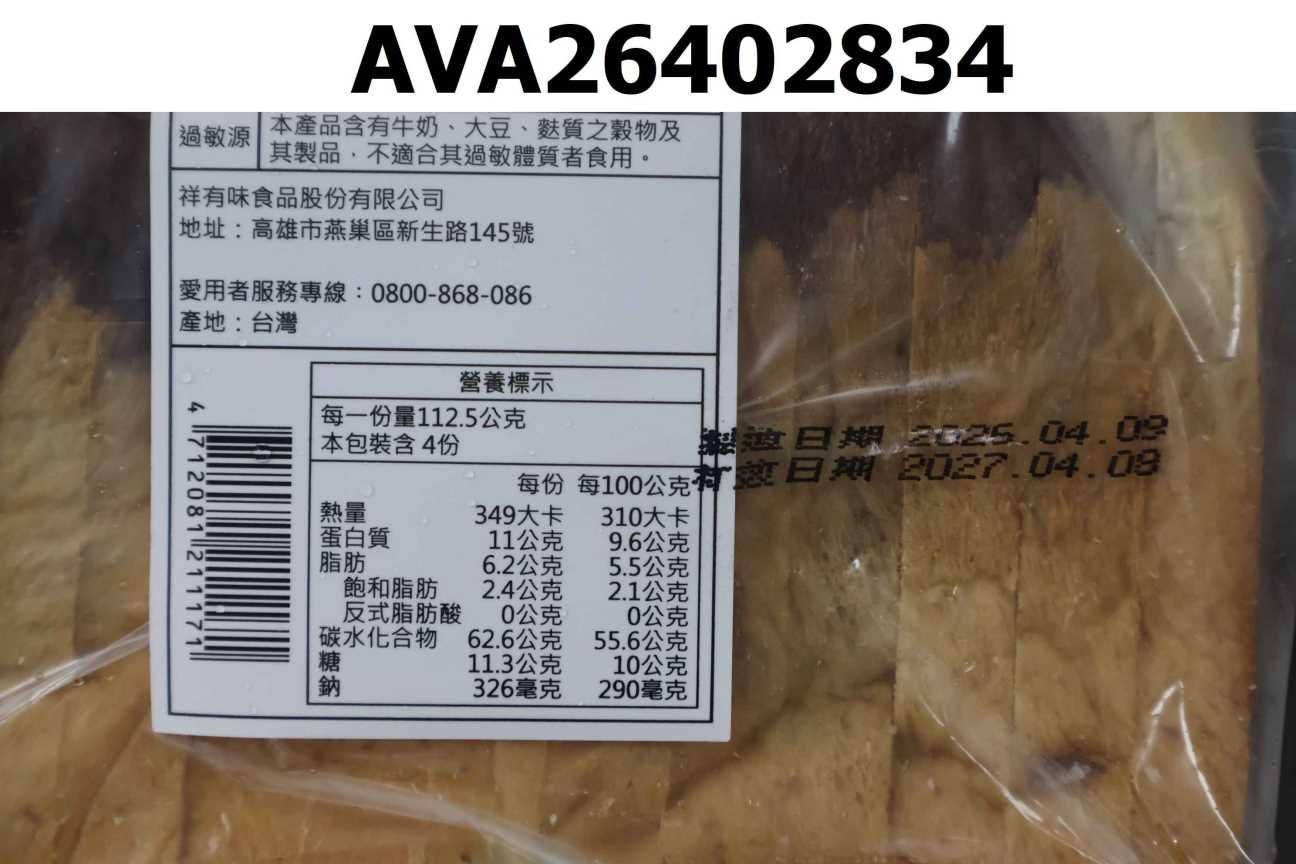 AVA26402834
過敏源
本產品含有牛奶、大豆、麩質之穀物及
其製品，不適合其過敏體質者食用。
祥有味食品股份有限公司
地址：高雄市燕巢區新生路145號
愛用者服務專線：0800-868-086
產地：台灣
4 712081 211171
營養標示
每一份量112.5公克
本包裝含 4份
每份 每100公克
熱量 349大卡 310大卡
蛋白質 11公克 9.6公克
脂肪 6.2公克 5.5公克
飽和脂肪 2.4公克 2.1公克
反式脂肪酸 0公克 0公克
碳水化合物 62.6公克 55.6公克
糖 11.3公克 10公克
鈉 326毫克 290毫克
製造日期 2025.04.09
有效日期 2027.04.08